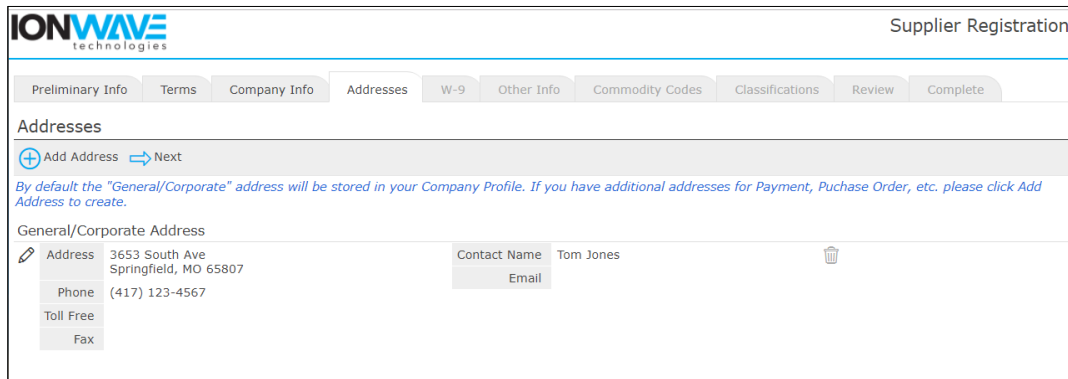 IONWAVE
technologies
Supplier Registration
Preliminary Info Terms Company Info Addresses W-9 Other Info Commodity Codes Classifications Review Complete
Addresses
Add Address Next
By default the "General/Corporate" address will be stored in your Company Profile. If you have additional addresses for Payment, Puchase Order, etc. please click Add
Address to create.
General/Corporate Address
Address 3653 South Ave Contact Name Tom Jones
Springfield, MO 65807
Email
Phone (417) 123-4567
Toll Free
Fax